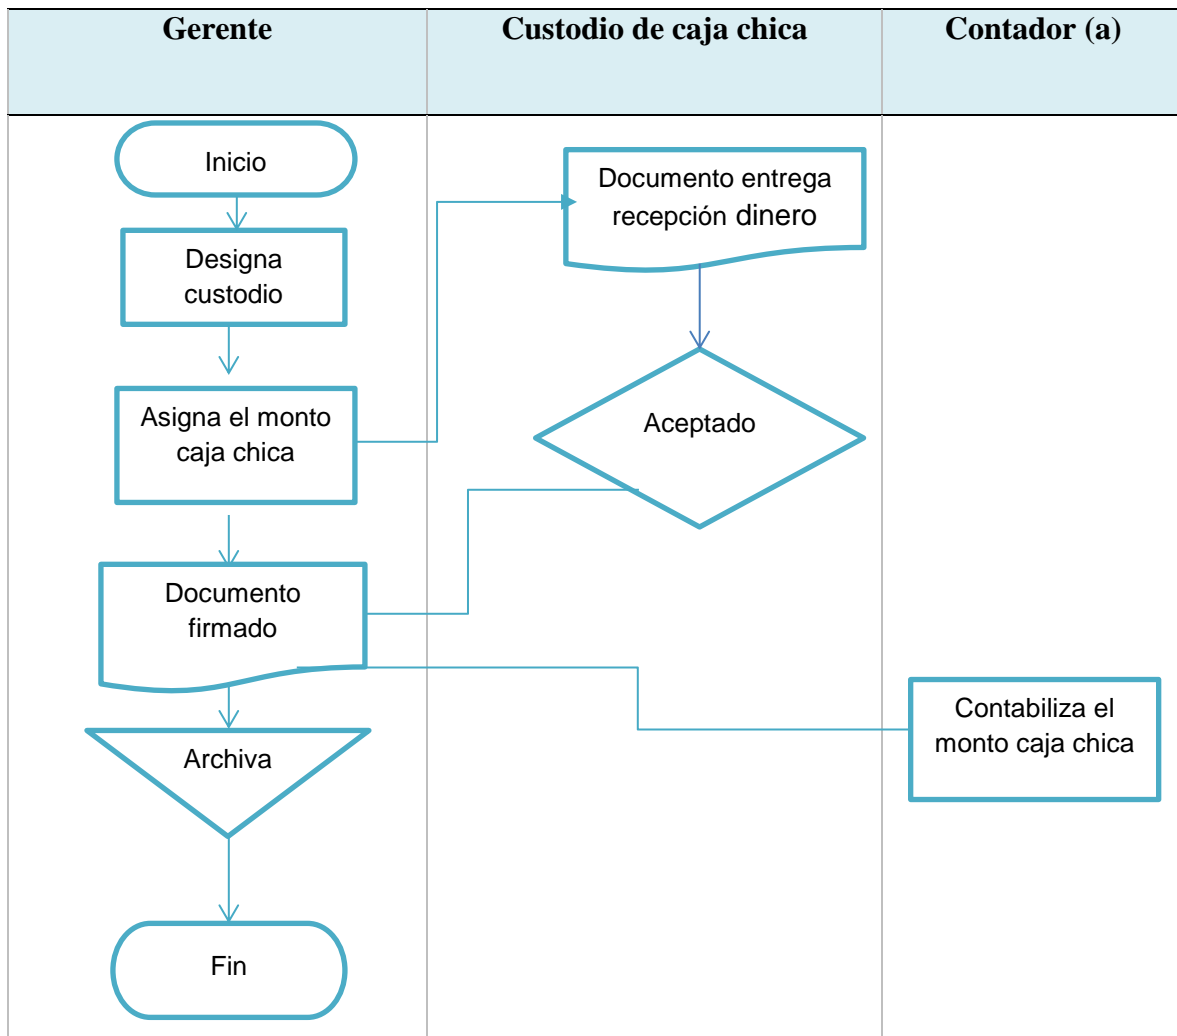 Gerente
Custodio de caja chica
Contador (a)
Inicio
Designa
custodio
Asigna el monto
caja chica
Documento
firmado
Archiva
Fin
Documento entrega
recepción dinero
Aceptado
Contabiliza el
monto caja chica